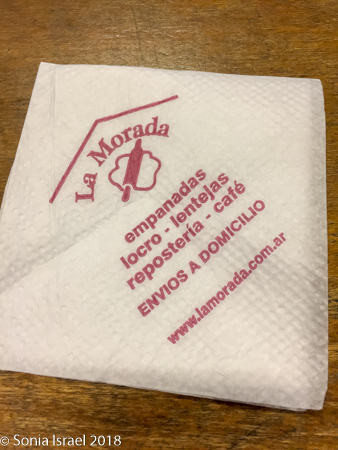 La Morada
empanadas
locro - lentejas
repostería - café
ENVIOS A DOMICILIO
www.lamorada.com.ar
© Sonia Israel 2018